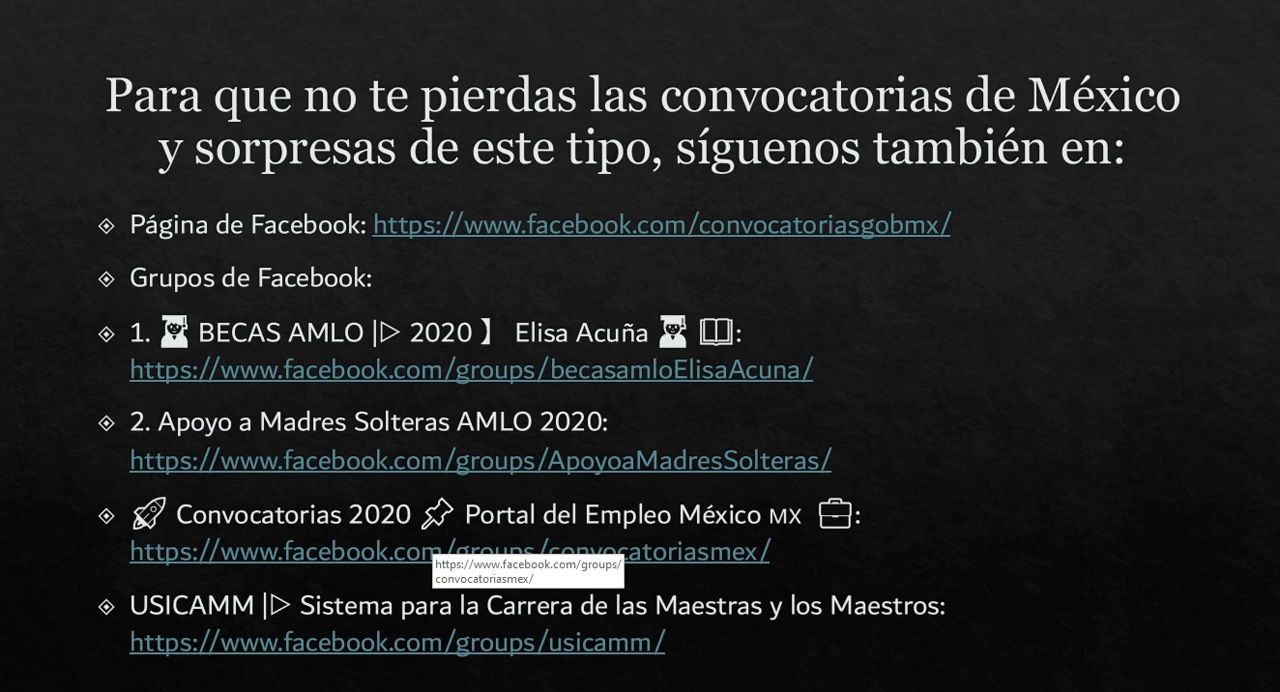 Para que no te pierdas las convocatorias de México
y sorpresas de este tipo, síguenos también en:
Página de Facebook: https://www.facebook.com/convocatoriasgobmx/
Grupos de Facebook:
1. 👩‍🎓 BECAS AMLO |▷ 2020 】 Elisa Acuña 👩‍🎓 📖:
https://www.facebook.com/groups/becasamloElisaAcuna/
2. Apoyo a Madres Solteras AMLO 2020:
https://www.facebook.com/groups/ApoyoaMadresSolteras/
🚀 Convocatorias 2020 📌 Portal del Empleo México MX 💼:
https://www.facebook.com/groups/convocatoriasmex/
https://www.facebook.com/groups/
convocatoriasmex/
USICAMM |▷ Sistema para la Carrera de las Maestras y los Maestros:
https://www.facebook.com/groups/usicamm/